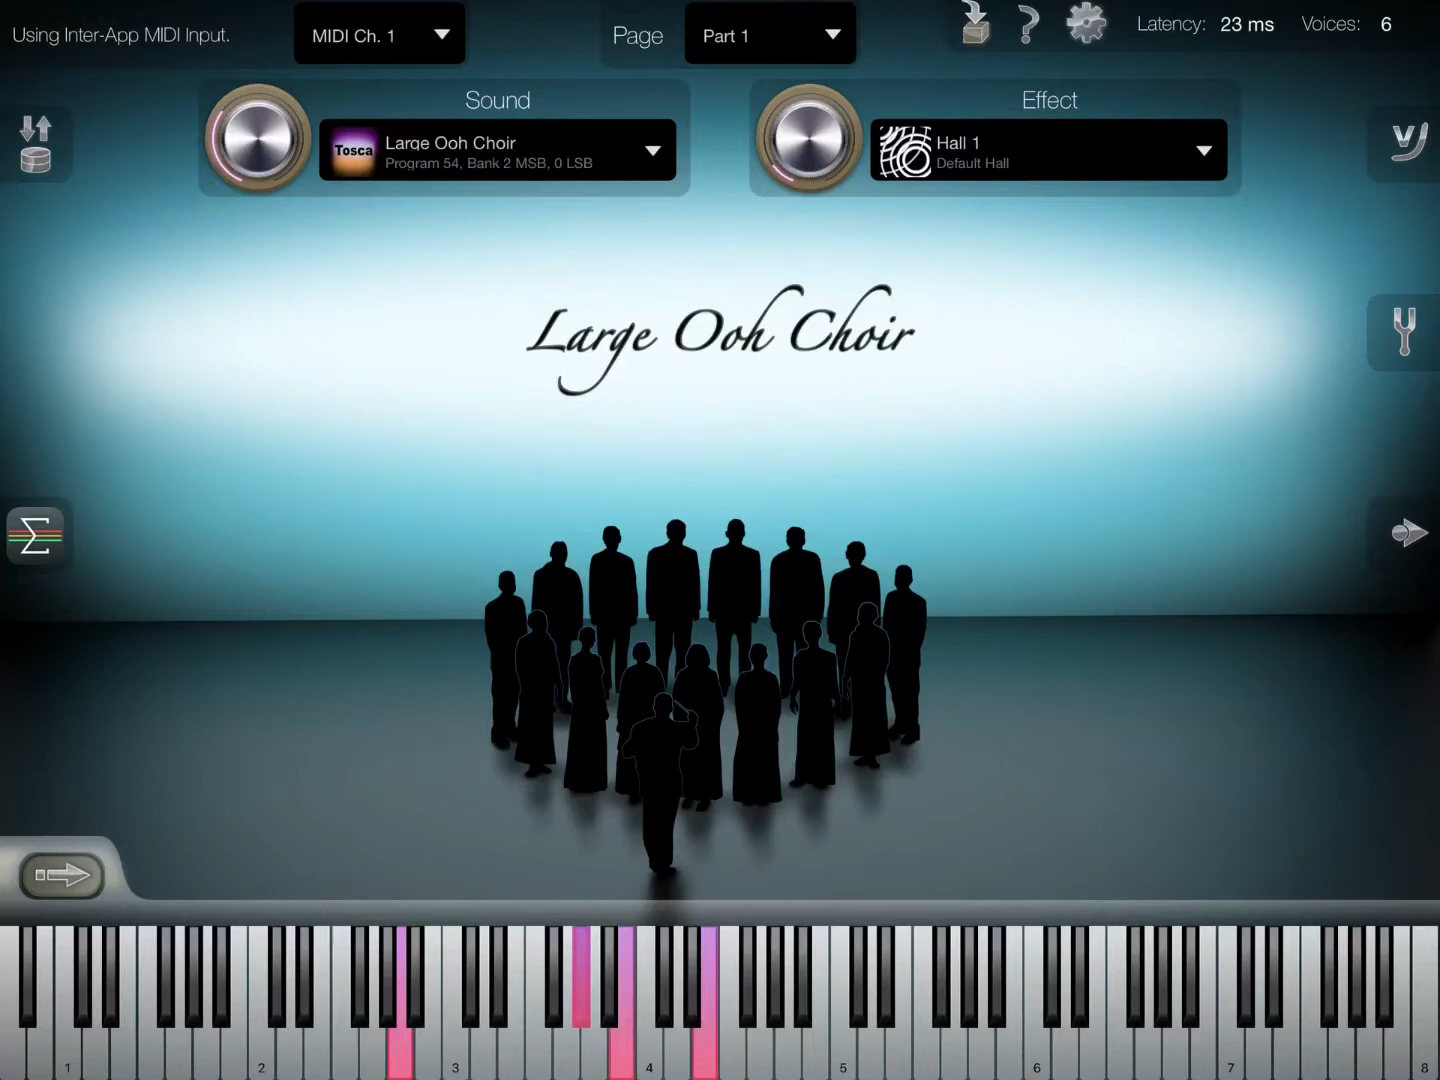 Using Inter-App MIDI Input.
MIDI Ch. 1
Page
Part 1
Latency: 23 ms
Voices: 6
Sound
Tosca
Large Ooh Choir
Program 54, Bank 2 MSB, 0 LSB
Effect
Hall 1
Default Hall
Large Ooh Choir
1 2 3 4 5 6 7 8